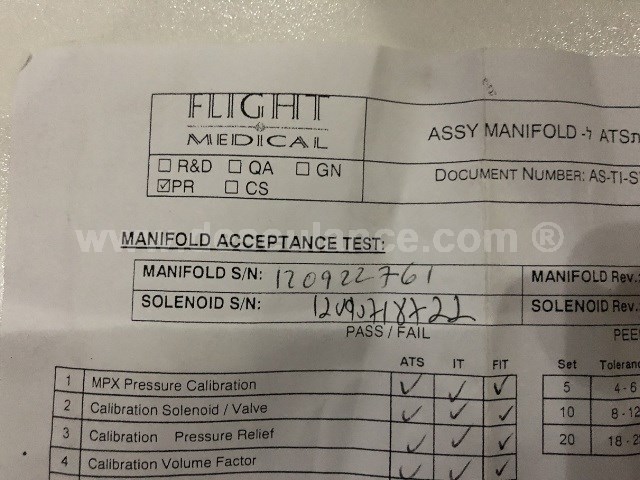 FLIGHT
MEDICAL
ASSY MANIFOLD - ל ATS
☐ R&D ☐ QA ☐ GN
☑ PR ☐ CS
DOCUMENT NUMBER: AS-TI-S
MANIFOLD ACCEPTANCE TEST:
MANIFOLD S/N: 120922761 MANIFOLD Rev.:
SOLENOID S/N: SOLENOID Rev.
PASS / FAIL PEE
ATS IT FIT Set Toleran
1 MPX Pressure Calibration ✓ ✓ ✓ 5 4-6
2 Calibration Solenoid / Valve ✓ ✓ ✓ 10 8-12
3 Calibration Pressure Relief ✓ ✓ ✓ 20 18-2
4 Calibration Volume Factor ✓ ✓ ✓